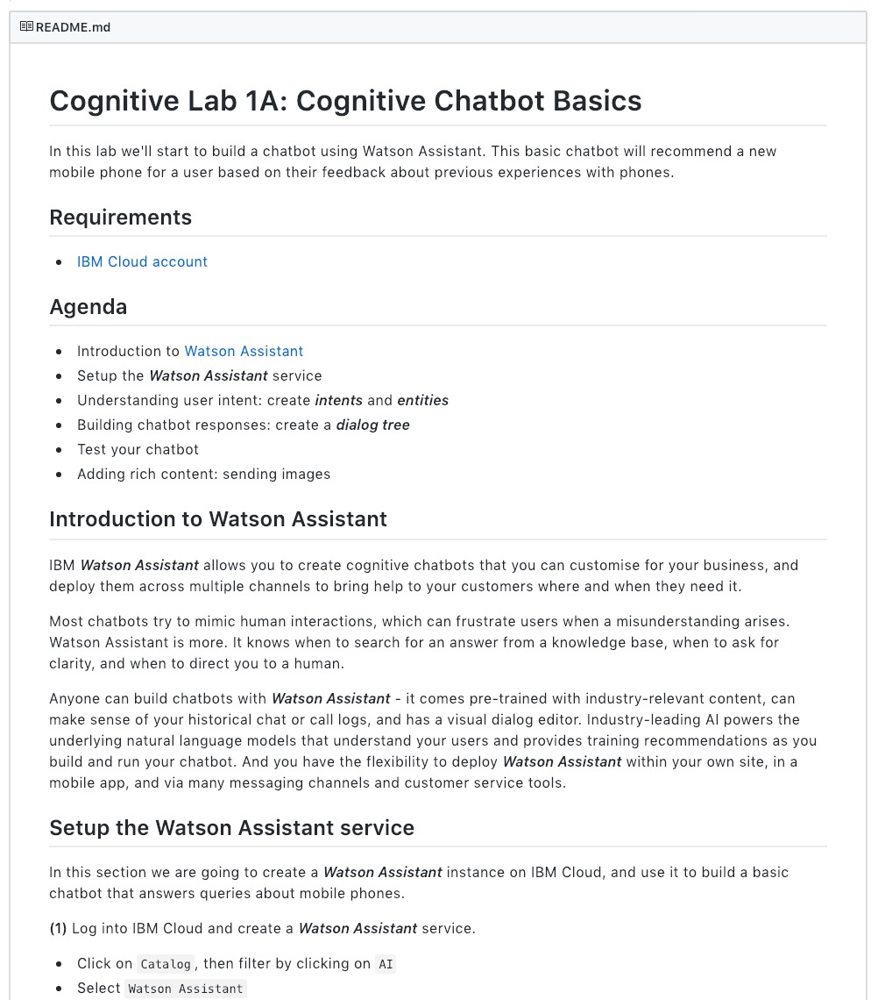 README.md
Cognitive Lab 1A: Cognitive Chatbot Basics
In this lab we'll start to build a chatbot using Watson Assistant. This basic chatbot will recommend a new
mobile phone for a user based on their feedback about previous experiences with phones.
Requirements
• IBM Cloud account
Agenda
• Introduction to Watson Assistant
• Setup the Watson Assistant service
• Understanding user intent: create intents and entities
• Building chatbot responses: create a dialog tree
• Test your chatbot
• Adding rich content: sending images
Introduction to Watson Assistant
IBM Watson Assistant allows you to create cognitive chatbots that you can customise for your business, and
deploy them across multiple channels to bring help to your customers where and when they need it.
Most chatbots try to mimic human interactions, which can frustrate users when a misunderstanding arises.
Watson Assistant is more. It knows when to search for an answer from a knowledge base, when to ask for
clarity, and when to direct you to a human.
Anyone can build chatbots with Watson Assistant - it comes pre-trained with industry-relevant content, can
make sense of your historical chat or call logs, and has a visual dialog editor. Industry-leading AI powers the
underlying natural language models that understand your users and provides training recommendations as you
build and run your chatbot. And you have the flexibility to deploy Watson Assistant within your own site, in a
mobile app, and via many messaging channels and customer service tools.
Setup the Watson Assistant service
In this section we are going to create a Watson Assistant instance on IBM Cloud, and use it to build a basic
chatbot that answers queries about mobile phones.
(1) Log into IBM Cloud and create a Watson Assistant service.
• Click on Catalog, then filter by clicking on AI
• Select Watson Assistant